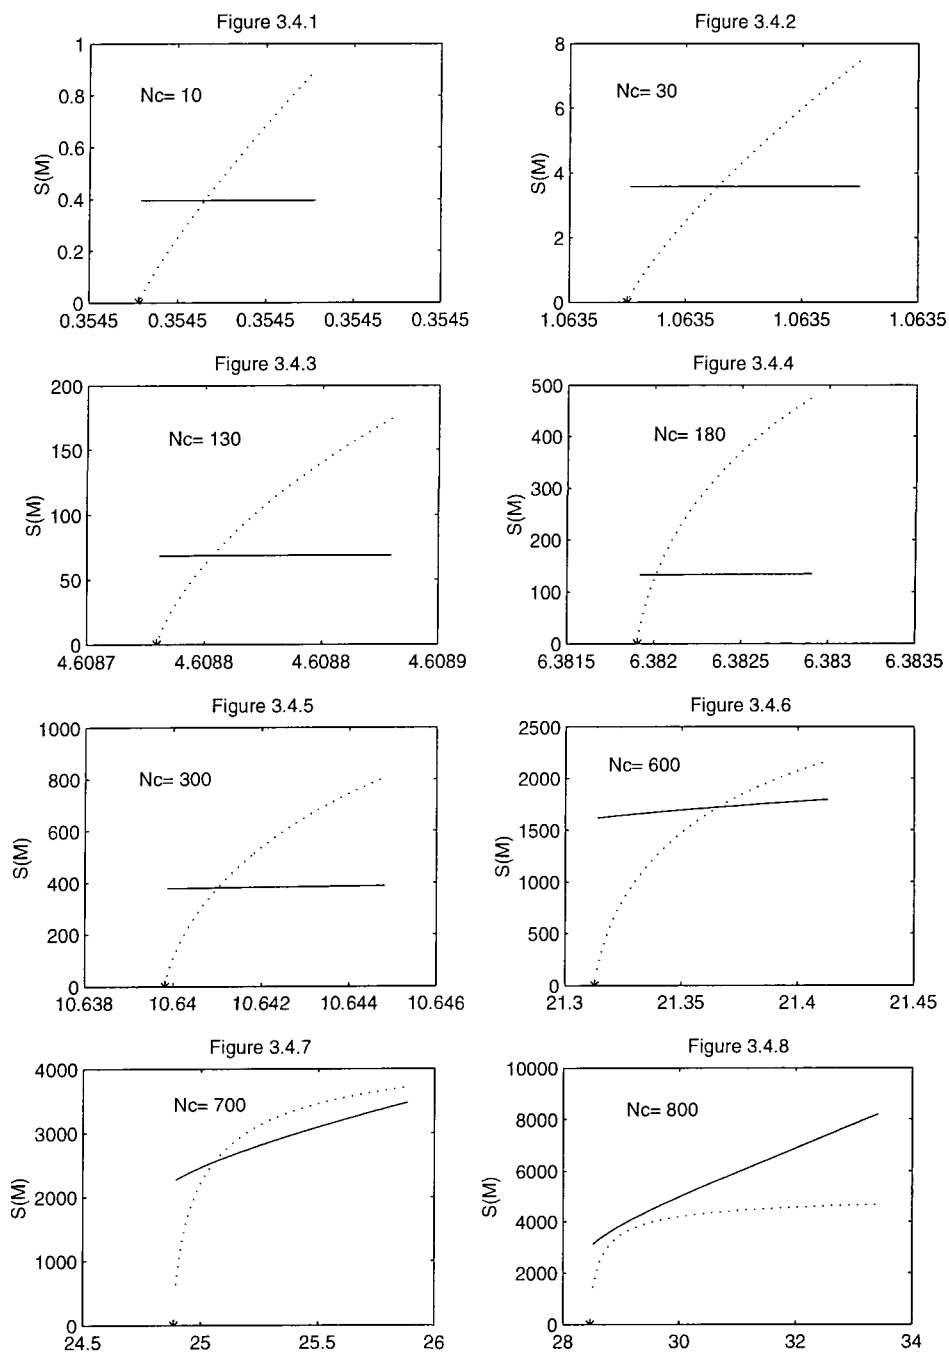 Figure 3.4.1
1
0.8
0.6
0.4
0.2
0
S(M)
Nc= 10
0.3545 0.3545 0.3545 0.3545 0.3545
Figure 3.4.2
8
6
4
2
0
S(M)
Nc= 30
1.0635 1.0635 1.0635 1.0635
Figure 3.4.3
200
150
100
50
0
S(M)
Nc= 130
4.6087 4.6088 4.6088 4.6089
Figure 3.4.4
500
400
300
200
100
0
S(M)
Nc= 180
6.3815 6.382 6.3825 6.383 6.3835
Figure 3.4.5
1000
800
600
400
200
0
S(M)
Nc= 300
10.638 10.64 10.642 10.644 10.646
Figure 3.4.6
2500
2000
1500
1000
500
0
S(M)
Nc= 600
21.3 21.35 21.4 21.45
Figure 3.4.7
4000
3000
2000
1000
0
S(M)
Nc= 700
24.5 25 25.5 26
Figure 3.4.8
10000
8000
6000
4000
2000
0
S(M)
Nc= 800
28 30 32 34